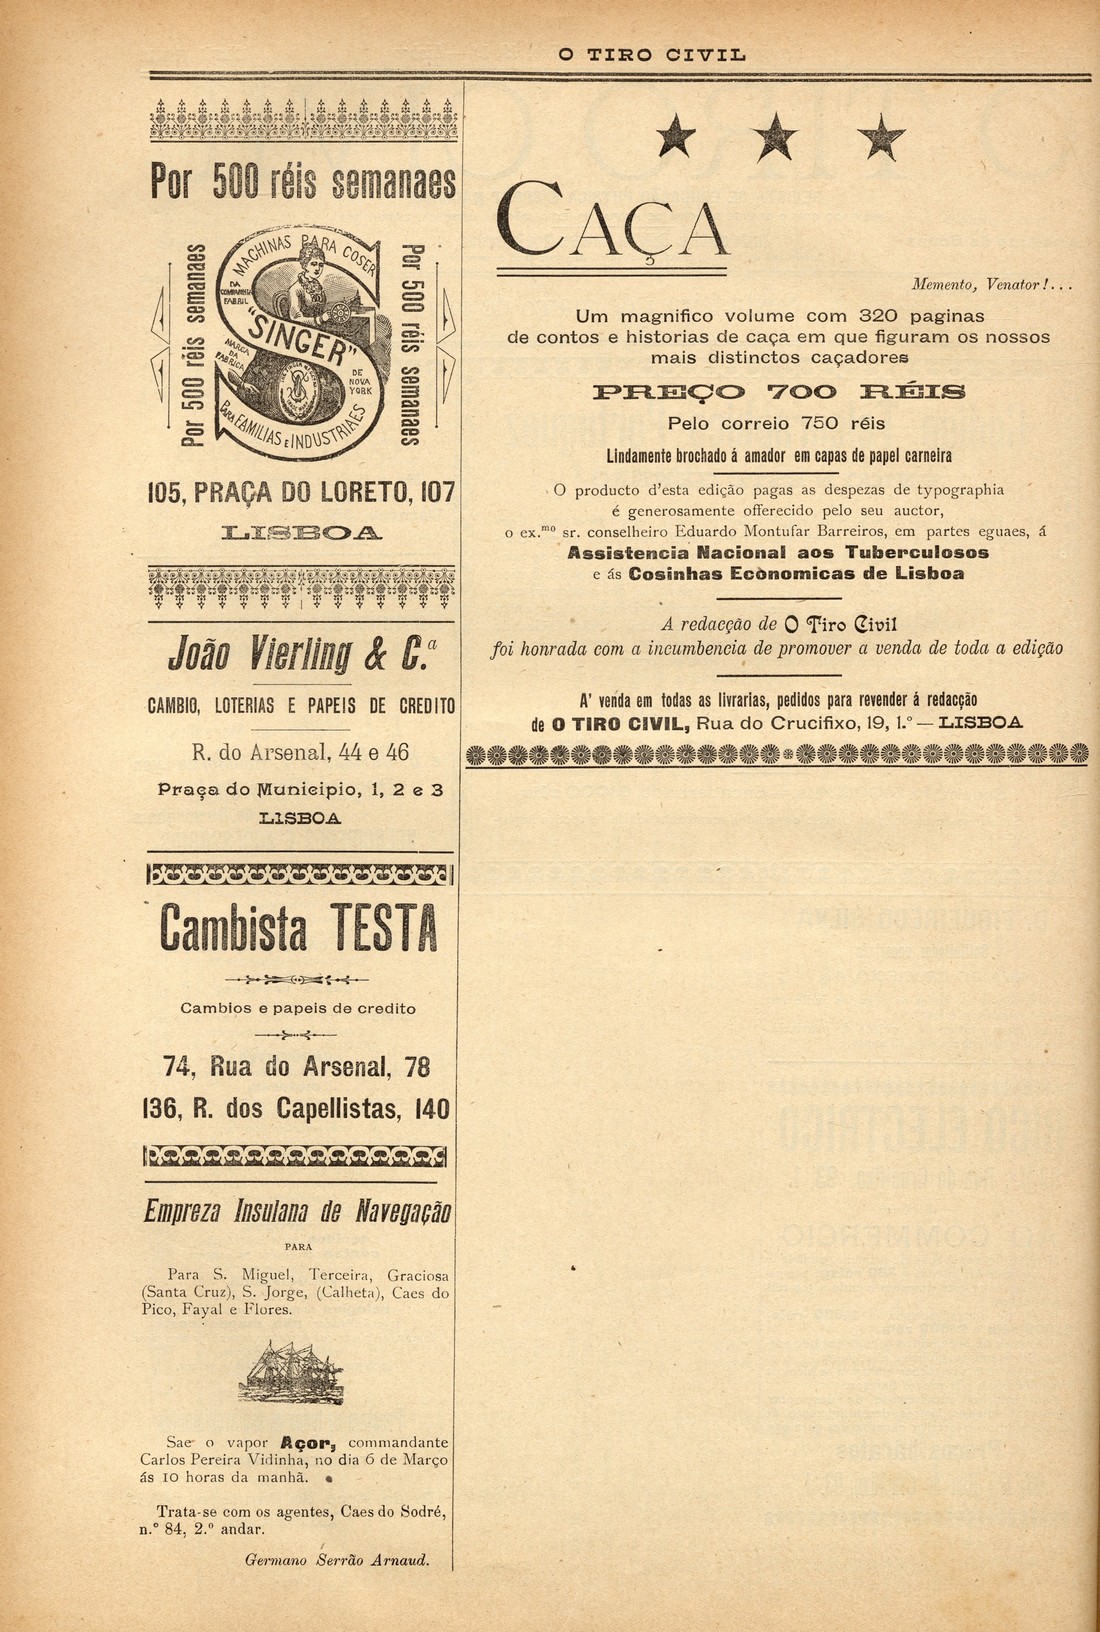 O TIRO CIVIL
Por 500 réis semanaes
Por 500 réis semanaes
MACHINAS PARA COSER
DA
COMPANHIA
FABRIL
"SINGER"
MARCA
DA
FABRICA
DE
NOVA
YORK
PARA FAMILIAS E INDUSTRIAES
Por 500 réis semanaes
105, PRAÇA DO LORETO, 107
LISBOA
João Vierling & C.ª
CAMBIO, LOTERIAS E PAPEIS DE CREDITO
R. do Arsenal, 44 e 46
Praça do Municipio, 1, 2 e 3
LISBOA
Cambista TESTA
Cambios e papeis de credito
74, Rua do Arsenal, 78
136, R. dos Capellistas, 140
Empreza Insulana de Navegação
PARA
Para S. Miguel, Terceira, Graciosa
(Santa Cruz), S. Jorge, (Calheta), Caes do
Pico, Fayal e Flores.
Sae o vapor Açor, commandante
Carlos Pereira Vidinha, no dia 6 de Março
ás 10 horas da manhã.
Trata-se com os agentes, Caes do Sodré,
n.º 84, 2.º andar.
Germano Serrão Arnaud.
CAÇA
Memento, Venator!...
Um magnifico volume com 320 paginas
de contos e historias de caça em que figuram os nossos
mais distinctos caçadores
PREÇO 700 RÉIS
Pelo correio 750 réis
Lindamente brochado á amador em capas de papel carneira
O producto d'esta edição pagas as despezas de typographia
é generosamente offerecido pelo seu auctor,
o ex.mo sr. conselheiro Eduardo Montufar Barreiros, em partes eguaes, á
Assistencia Nacional aos Tuberculosos
e ás Cosinhas Economicas de Lisboa
A redacção de O Tiro Civil
foi honrada com a incumbencia de promover a venda de toda a edição
A' venda em todas as livrarias, pedidos para revender á redacção
de O TIRO CIVIL, Rua do Crucifixo, 19, 1.º — LISBOA